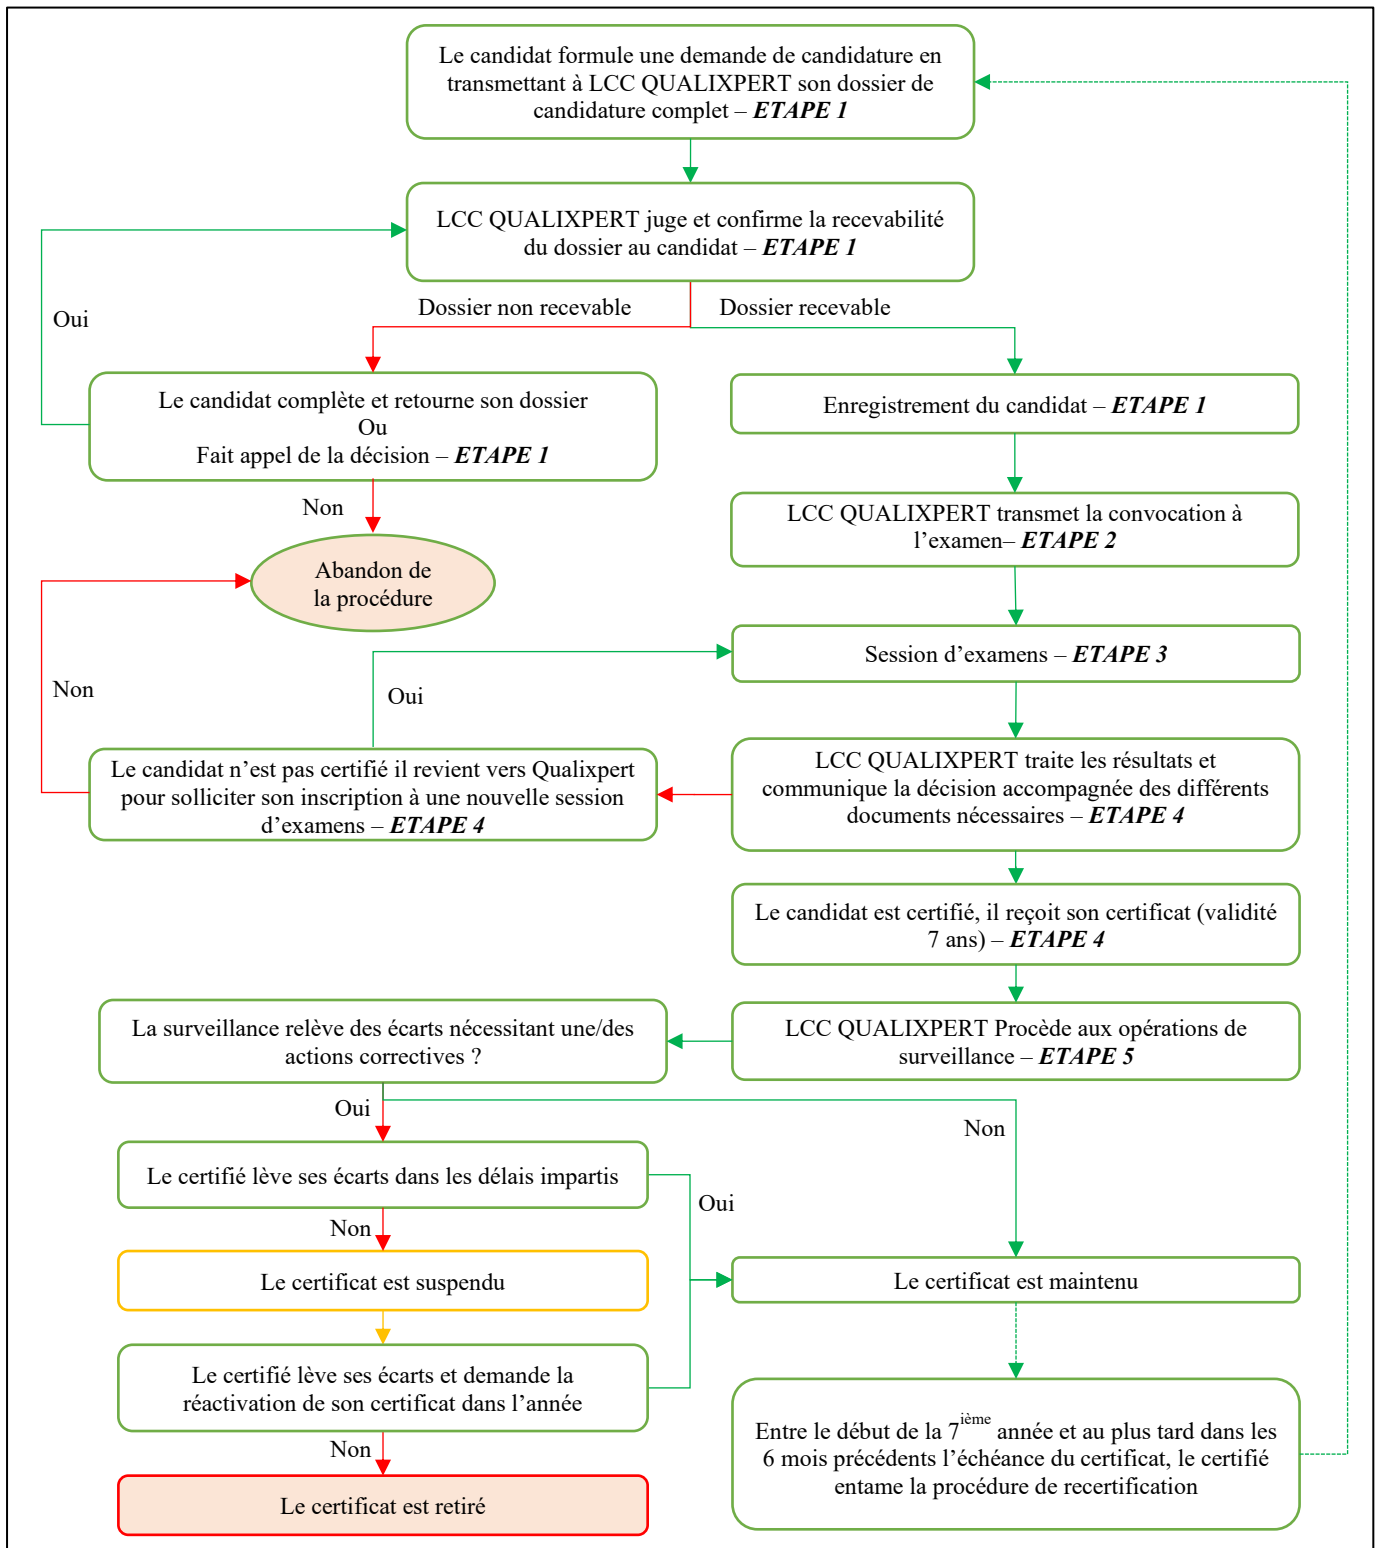 Le candidat formule une demande de candidature en
transmettant à LCC QUALIXPERT son dossier de
candidature complet – ETAPE 1
LCC QUALIXPERT juge et confirme la recevabilité
du dossier au candidat – ETAPE 1
Dossier non recevable
Dossier recevable
Oui
Le candidat complète et retourne son dossier
Ou
Fait appel de la décision – ETAPE 1
Enregistrement du candidat – ETAPE 1
Non
LCC QUALIXPERT transmet la convocation à
l’examen– ETAPE 2
Abandon de
la procédure
Session d’examens – ETAPE 3
Non
Oui
Le candidat n’est pas certifié il revient vers Qualixpert
pour solliciter son inscription à une nouvelle session
d’examens – ETAPE 4
LCC QUALIXPERT traite les résultats et
communique la décision accompagnée des différents
documents nécessaires – ETAPE 4
Le candidat est certifié, il reçoit son certificat (validité
7 ans) – ETAPE 4
La surveillance relève des écarts nécessitant une/des
actions correctives ?
LCC QUALIXPERT Procède aux opérations de
surveillance – ETAPE 5
Oui
Non
Le certifié lève ses écarts dans les délais impartis
Oui
Non
Le certificat est suspendu
Le certificat est maintenu
Le certifié lève ses écarts et demande la
réactivation de son certificat dans l’année
Non
Le certificat est retiré
Entre le début de la 7ième année et au plus tard dans les
6 mois précédents l’échéance du certificat, le certifié
entame la procédure de recertification